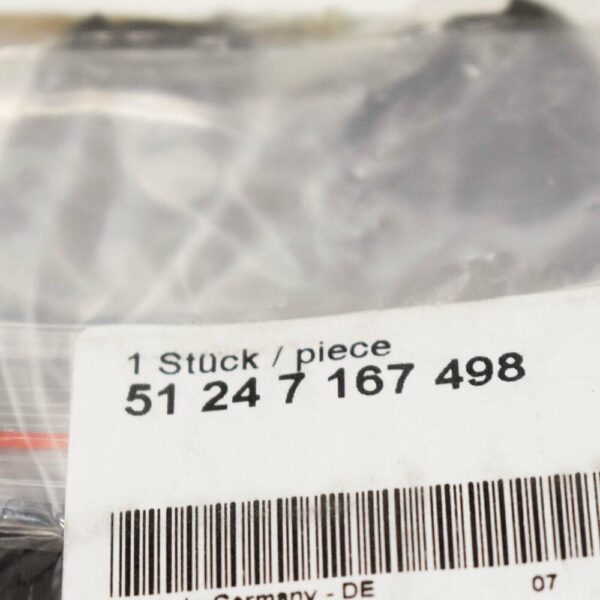 1 Stück / piece
51 24 7 167 498
Germany - DE 07